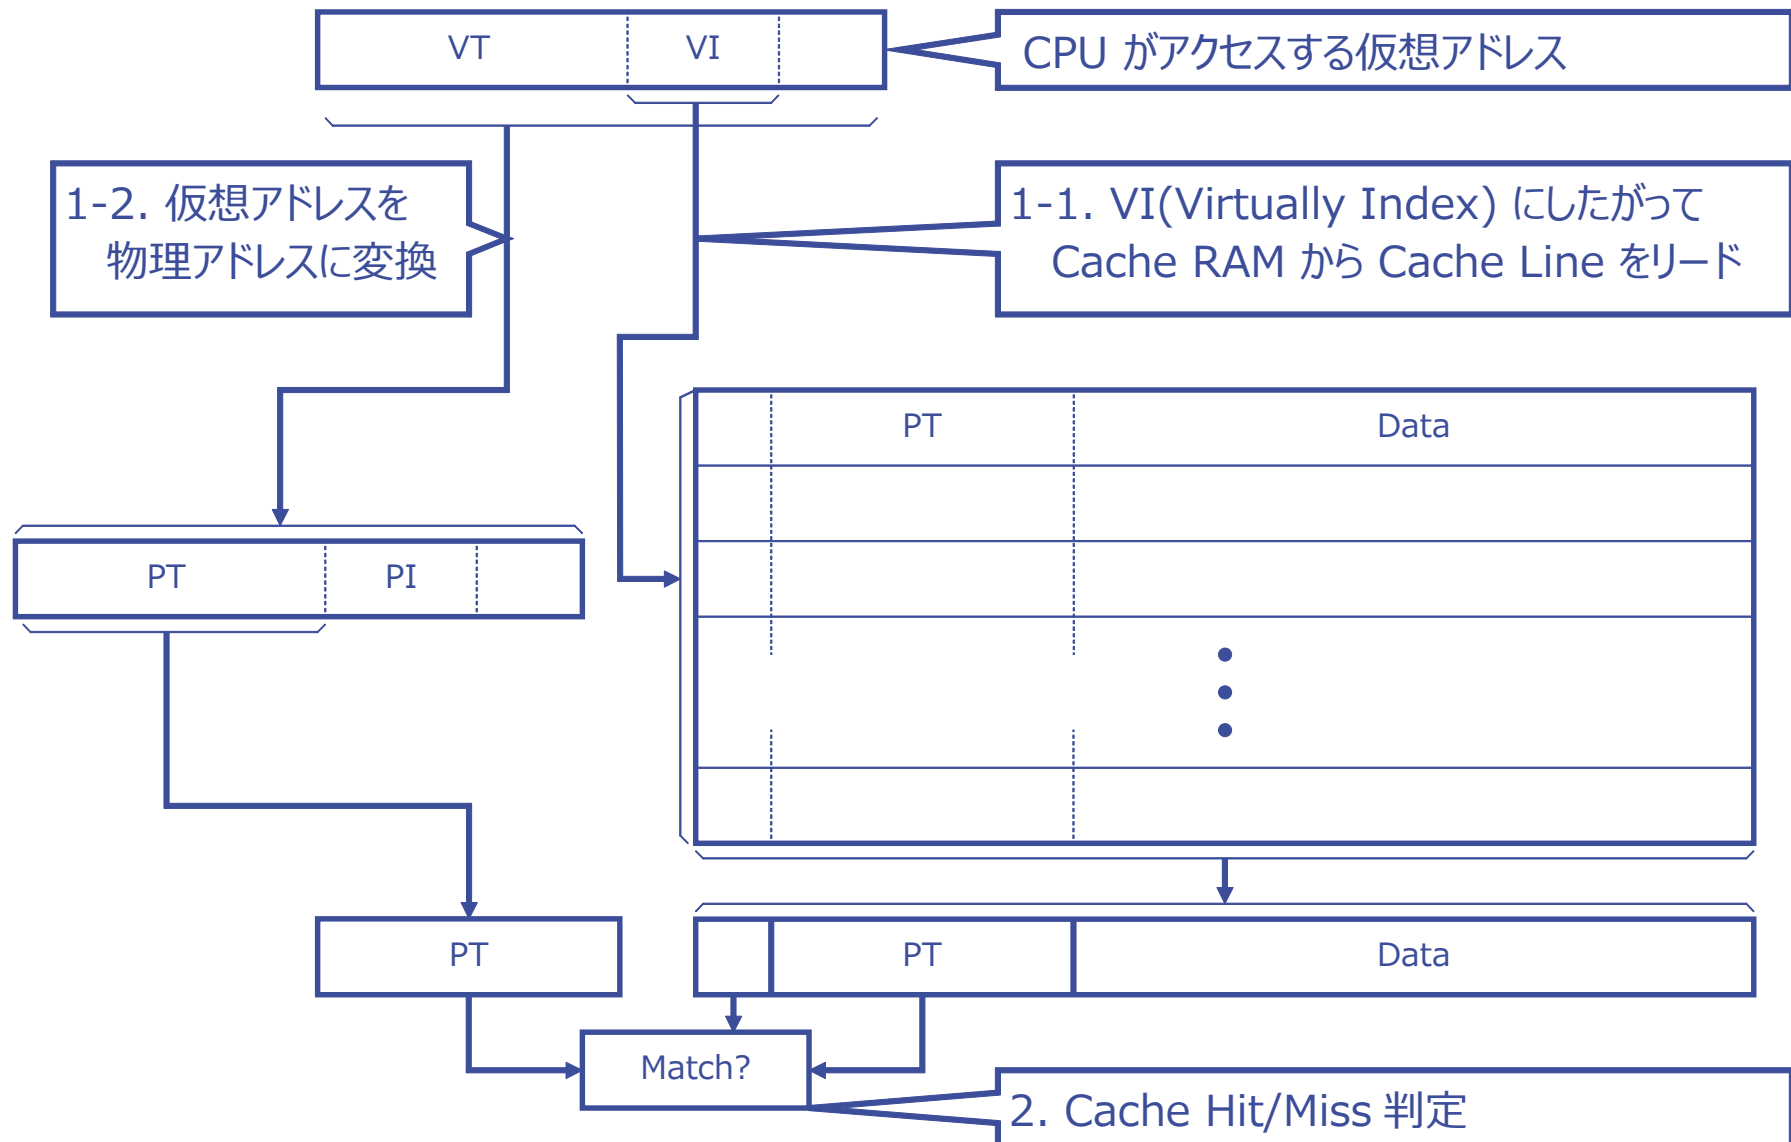 VT
VI
CPU がアクセスする仮想アドレス
1-2. 仮想アドレスを
物理アドレスに変換
1-1. VI(Virtually Index) にしたがって
Cache RAM から Cache Line をリード
PT
Data
PT
PI
PT
PT
Data
Match?
2. Cache Hit/Miss 判定